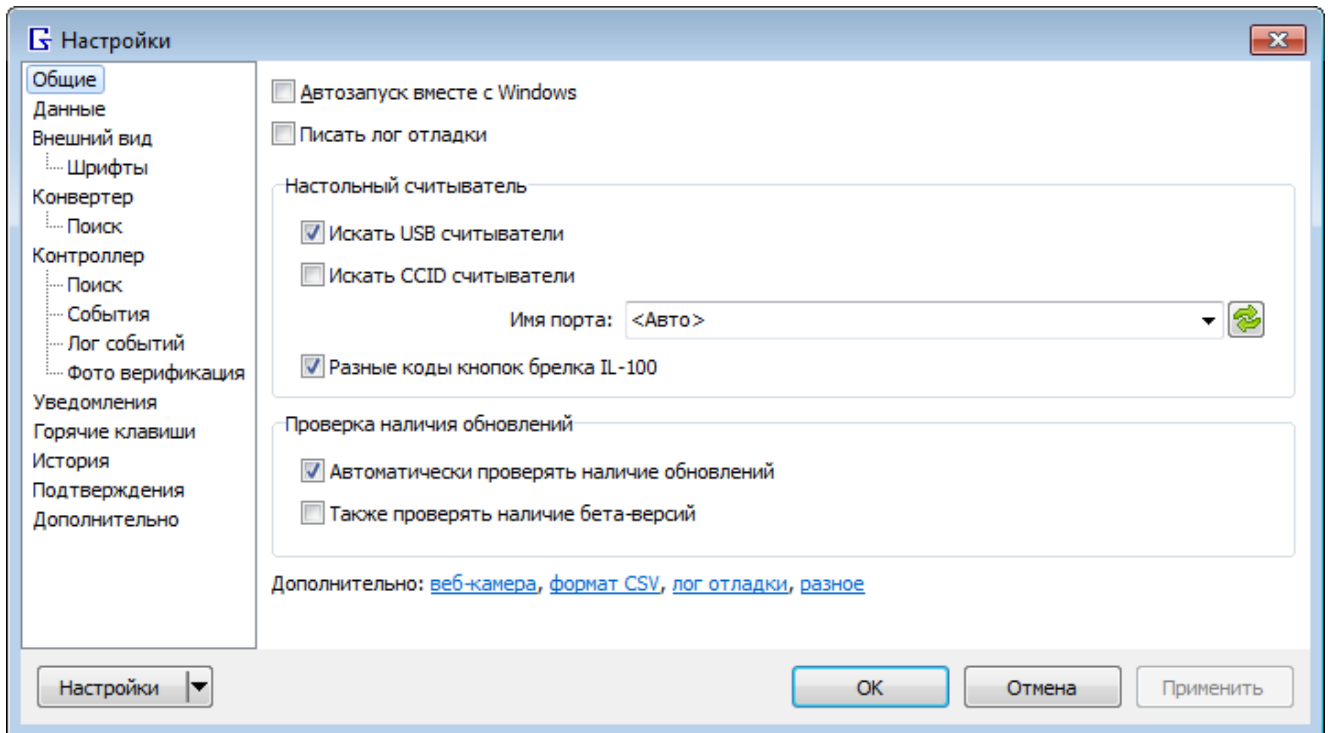 Настройки
Общие
Данные
Внешний вид
Шрифты
Конвертер
Поиск
Контроллер
Поиск
События
Лог событий
Фото верификация
Уведомления
Горячие клавиши
История
Подтверждения
Дополнительно
Автозапуск вместе с Windows
Писать лог отладки
Настольный считыватель
Искать USB считыватели
Искать CCID считыватели
Имя порта: <Авто>
Разные коды кнопок брелка IL-100
Проверка наличия обновлений
Автоматически проверять наличие обновлений
Также проверять наличие бета-версий
Дополнительно: веб-камера, формат CSV, лог отладки, разное
Настройки
OK
Отмена
Применить